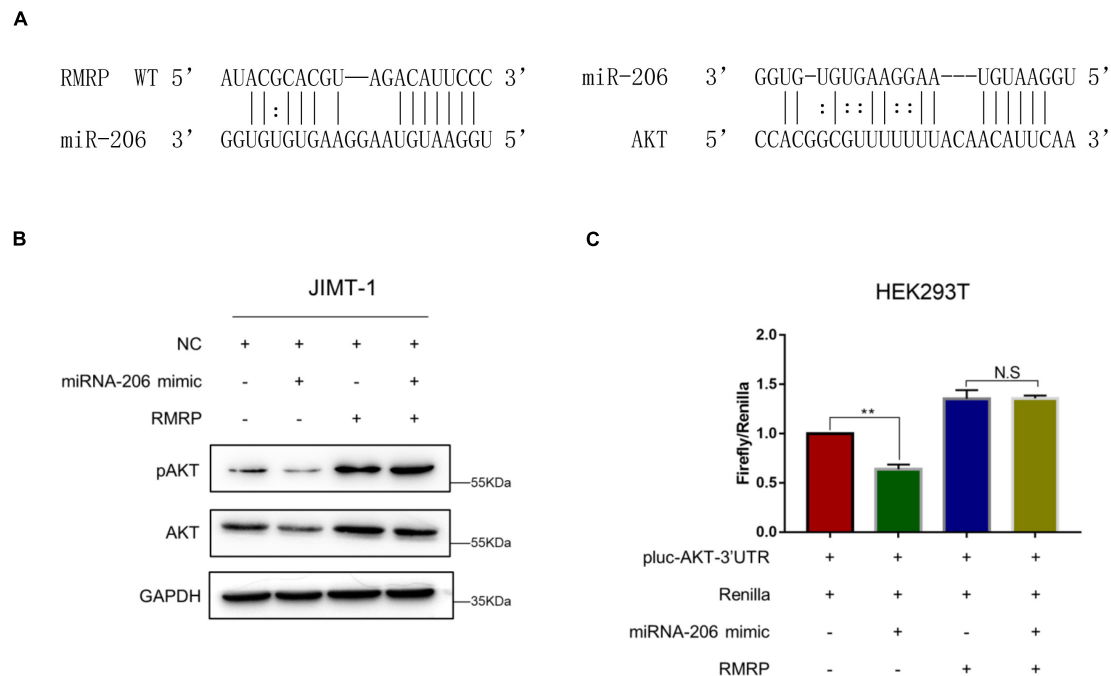 A
RMRP WT 5’ AUACGCACGU—AGACAUUCCC 3’
miR-206 3’ GGUGUGUGAAGGAAUGUAAGGU 5’
miR-206 3’ GGUG-UGUGAAGGAA---UGUAAGGU 5’
AKT 5’ CCACGGCGUUUUUUUACAACAUUCAA 3’
B
JIMT-1
NC + + + +
miRNA-206 mimic - + - +
RMRP - - + +
pAKT 55KDa
AKT 55KDa
GAPDH 35KDa
C
HEK293T
Firefly/Renilla
2.0
1.5
1.0
0.5
0.0
**
N.S
pluc-AKT-3'UTR + + + +
Renilla + + + +
miRNA-206 mimic - + - +
RMRP - - + +